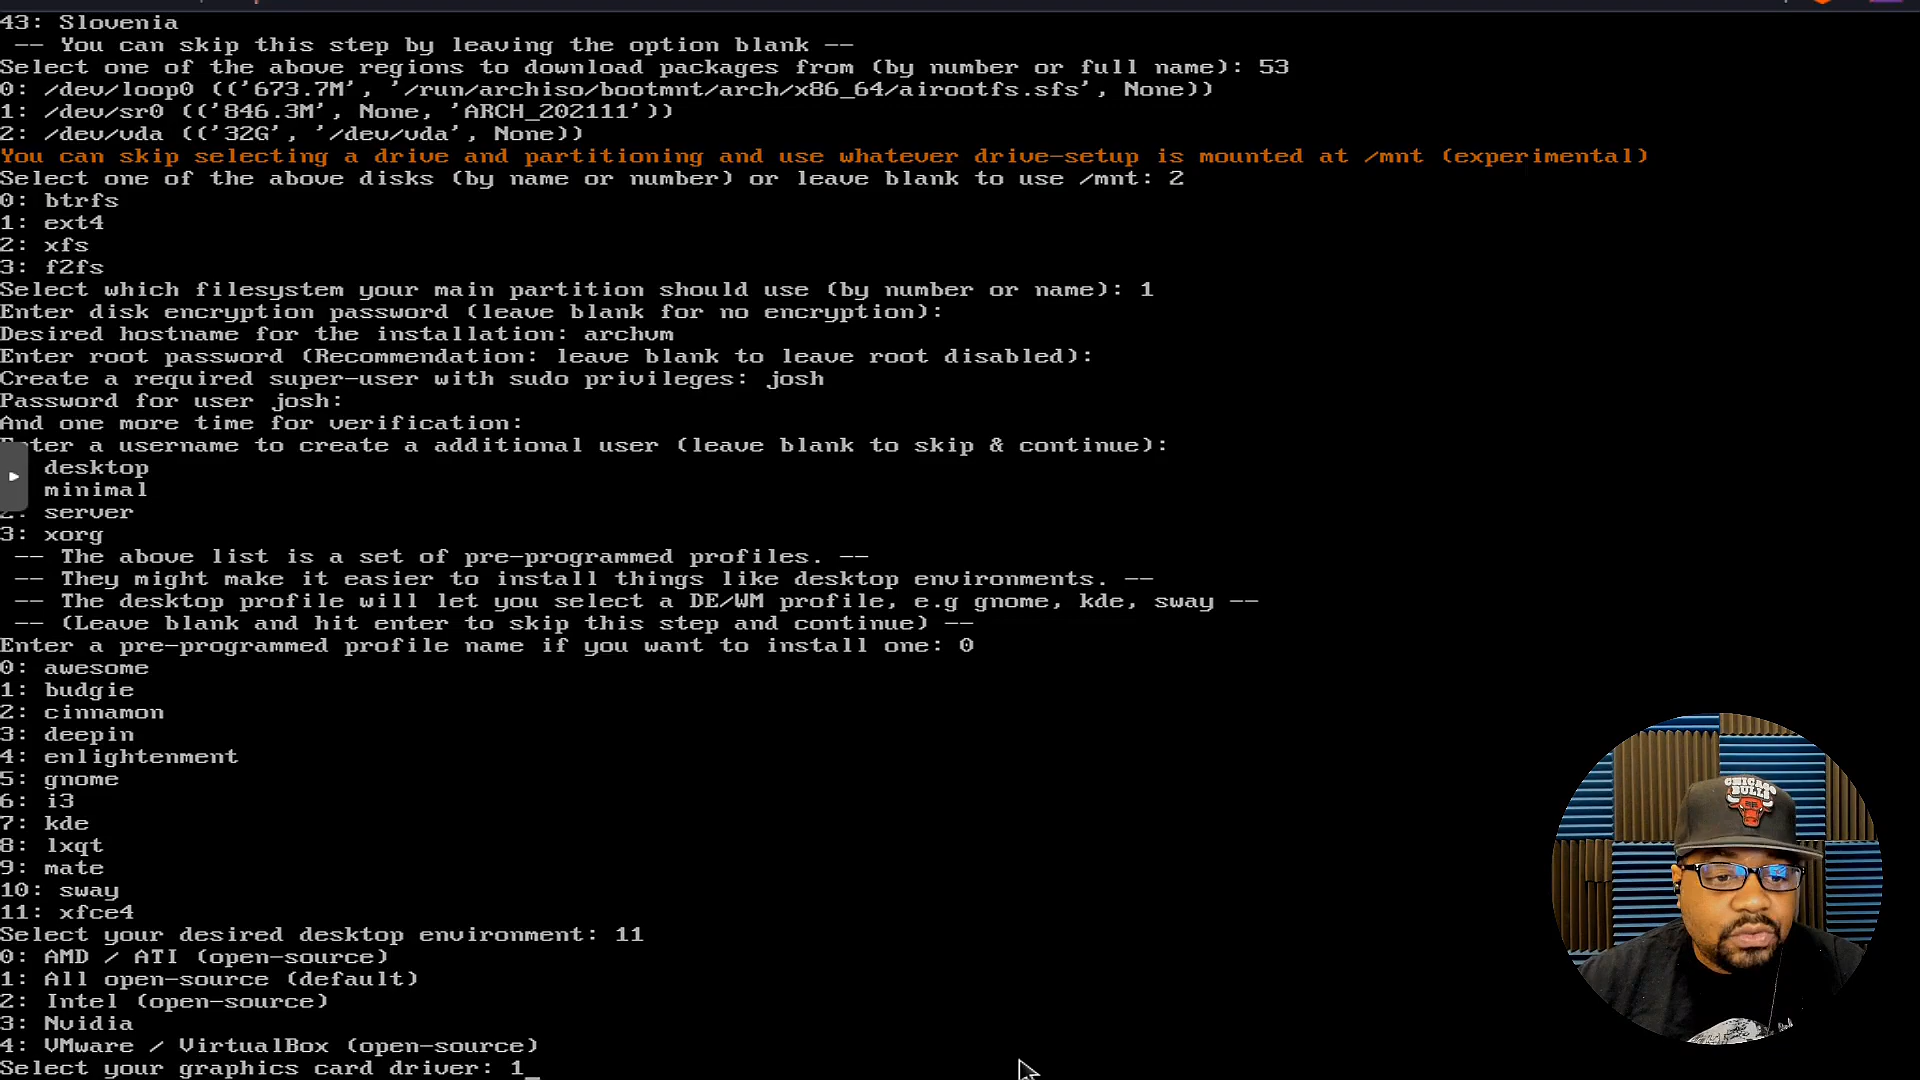 43: Slovenia
-- You can skip this step by leaving the option blank --
Select one of the above regions to download packages from (by number or full name): 53
0: /dev/loop0 (('673.7M', '/run/archiso/bootmnt/arch/x86_64/airootfs.sfs', None))
1: /dev/sr0 (('846.3M', None, 'ARCH_202111'))
2: /dev/vda (('32G', '/dev/vda', None))
You can skip selecting a drive and partitioning and use whatever drive-setup is mounted at /mnt (experimental)
Select one of the above disks (by name or number) or leave blank to use /mnt: 2
0: btrfs
1: ext4
2: xfs
3: f2fs
Select which filesystem your main partition should use (by number or name): 1
Enter disk encryption password (leave blank for no encryption):
Desired hostname for the installation: archvm
Enter root password (Recommendation: leave blank to leave root disabled):
Create a required super-user with sudo privileges: josh
Password for user josh:
And one more time for verification:
ter a username to create a additional user (leave blank to skip & continue):
desktop
minimal
2: server
3: xorg
-- The above list is a set of pre-programmed profiles. --
-- They might make it easier to install things like desktop environments. --
-- The desktop profile will let you select a DE/WM profile, e.g gnome, kde, sway --
-- (Leave blank and hit enter to skip this step and continue) --
Enter a pre-programmed profile name if you want to install one: 0
0: awesome
1: budgie
2: cinnamon
3: deepin
4: enlightenment
5: gnome
6: i3
7: kde
8: lxqt
9: mate
10: sway
11: xfce4
Select your desired desktop environment: 11
0: AMD / ATI (open-source)
1: All open-source (default)
2: Intel (open-source)
3: Nvidia
4: VMware / VirtualBox (open-source)
Select your graphics card driver: 1_
CHICAGO
BULLS